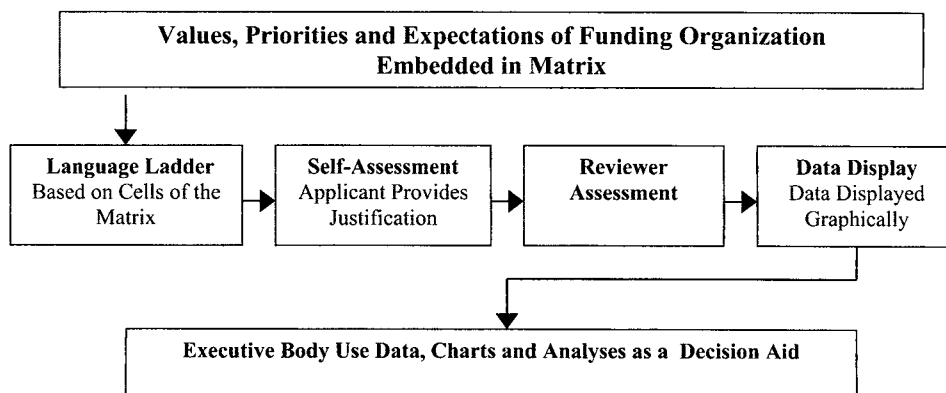 Values, Priorities and Expectations of Funding Organization
Embedded in Matrix
Language Ladder
Based on Cells of the
Matrix
Self-Assessment
Applicant Provides
Justification
Reviewer
Assessment
Data Display
Data Displayed
Graphically
Executive Body Use Data, Charts and Analyses as a Decision Aid